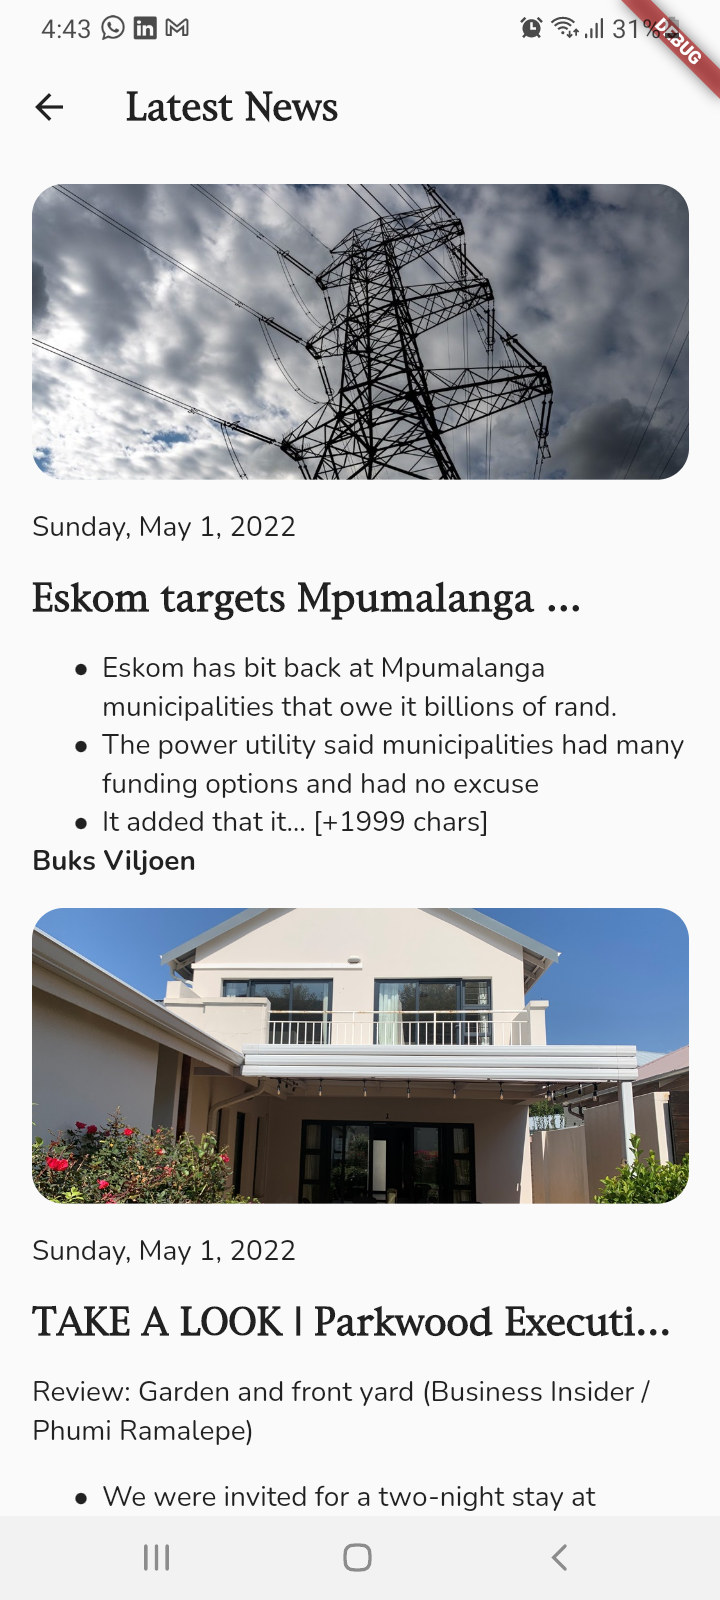 4:43
31%
DEBUG
Latest News
Sunday, May 1, 2022
Eskom targets Mpumalanga ...
● Eskom has bit back at Mpumalanga
municipalities that owe it billions of rand.
● The power utility said municipalities had many
funding options and had no excuse
● It added that it... [+1999 chars]
Buks Viljoen
Sunday, May 1, 2022
TAKE A LOOK | Parkwood Executi...
Review: Garden and front yard (Business Insider /
Phumi Ramalepe)
● We were invited for a two-night stay at